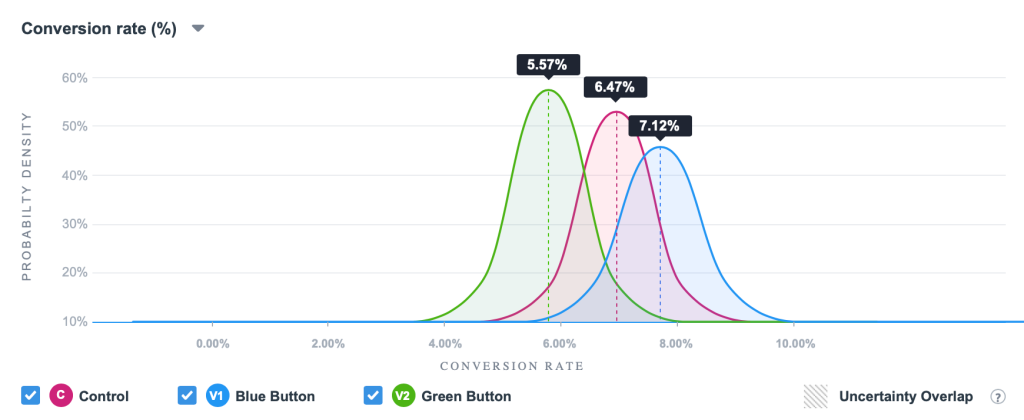 Conversion rate (%)
5.57%
6.47%
7.12%
60%
50%
40%
30%
20%
10%
PROBABILTY DENSITY
0.00% 2.00% 4.00% 6.00% 8.00% 10.00%
CONVERSION RATE
C Control V1 Blue Button V2 Green Button Uncertainty Overlap ?